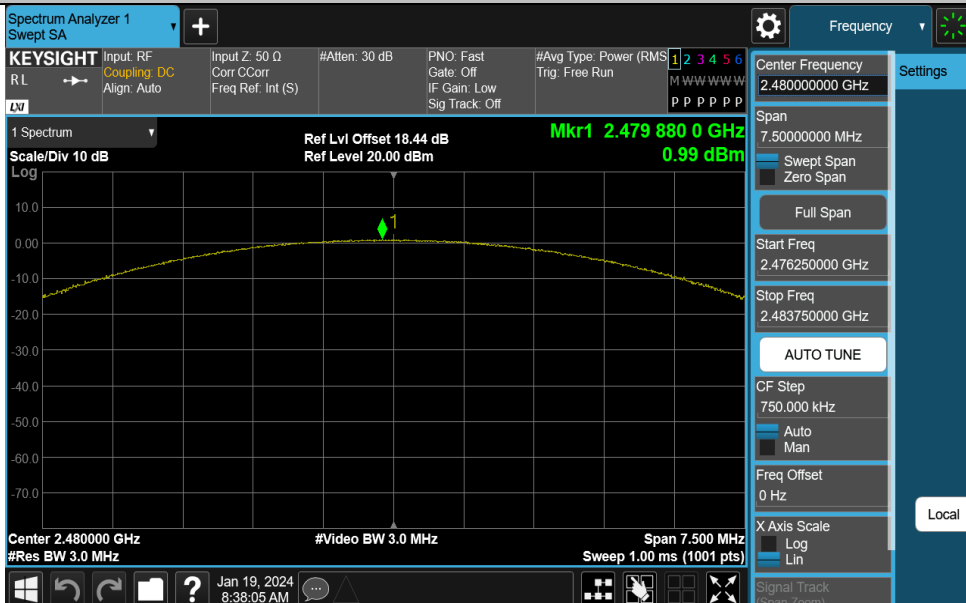 Spectrum Analyzer 1
Swept SA
Frequency
KEYSIGHT
RL
LXI
Input: RF
Coupling: DC
Align: Auto
Input Z: 50 Ω
Corr CCorr
Freq Ref: Int (S)
#Atten: 30 dB
PNO: Fast
Gate: Off
IF Gain: Low
Sig Track: Off
#Avg Type: Power (RMS
Trig: Free Run
1 2 3 4 5 6
M W W W W W
P P P P P P
1 Spectrum
Scale/Div 10 dB
Log
Ref Lvl Offset 18.44 dB
Ref Level 20.00 dBm
Mkr1 2.479 880 0 GHz
0.99 dBm
1
10.0
0.00
-10.0
-20.0
-30.0
-40.0
-50.0
-60.0
-70.0
Center 2.480000 GHz
#Video BW 3.0 MHz
Span 7.500 MHz
#Res BW 3.0 MHz
Sweep 1.00 ms (1001 pts)
Jan 19, 2024
8:38:05 AM
Center Frequency
2.480000000 GHz
Settings
Span
7.50000000 MHz
Swept Span
Zero Span
Full Span
Start Freq
2.476250000 GHz
Stop Freq
2.483750000 GHz
AUTO TUNE
CF Step
750.000 kHz
Auto
Man
Freq Offset
0 Hz
Local
X Axis Scale
Log
Lin
Signal Track
(Span Zoom)